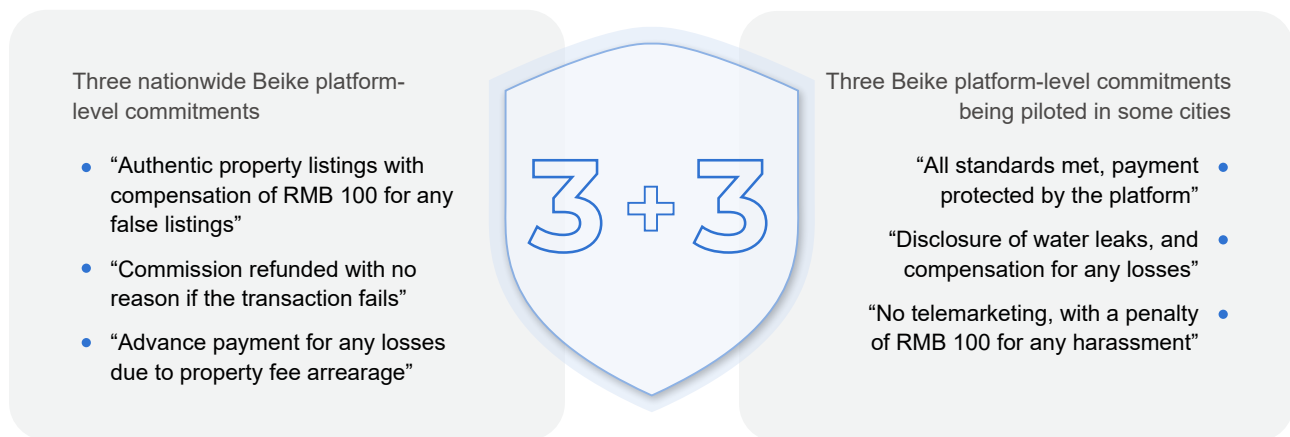 Three nationwide Beike platform-
level commitments
“Authentic property listings with
compensation of RMB 100 for any
false listings”
“Commission refunded with no
reason if the transaction fails”
“Advance payment for any losses
due to property fee arrearage”
3 + 3
Three Beike platform-level commitments
being piloted in some cities
“All standards met, payment
protected by the platform”
“Disclosure of water leaks, and
compensation for any losses”
“No telemarketing, with a penalty
of RMB 100 for any harassment”